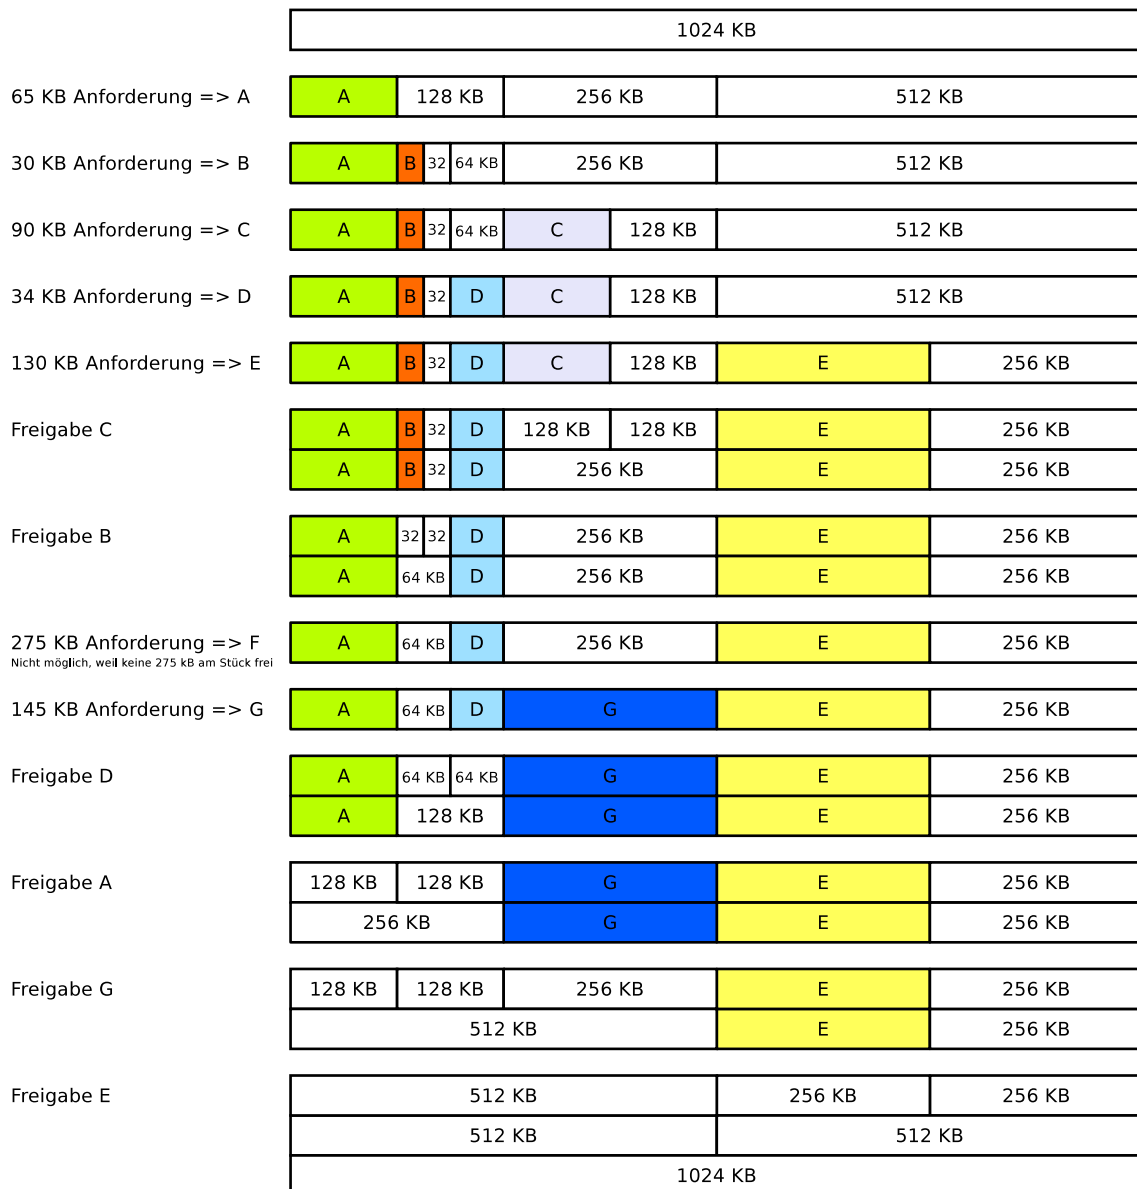 1024 KB
65 KB Anforderung => A A 128 KB 256 KB 512 KB
30 KB Anforderung => B A B 32 64 KB 256 KB 512 KB
90 KB Anforderung => C A B 32 64 KB C 128 KB 512 KB
34 KB Anforderung => D A B 32 D C 128 KB 512 KB
130 KB Anforderung => E A B 32 D C 128 KB E 256 KB
Freigabe C A B 32 D 128 KB 128 KB E 256 KB
A B 32 D 256 KB E 256 KB
Freigabe B A 32 32 D 256 KB E 256 KB
A 64 KB D 256 KB E 256 KB
275 KB Anforderung => F A 64 KB D 256 KB E 256 KB
Nicht möglich, weil keine 275 kB am Stück frei
145 KB Anforderung => G A 64 KB D G E 256 KB
Freigabe D A 64 KB 64 KB G E 256 KB
A 128 KB G E 256 KB
Freigabe A 128 KB 128 KB G E 256 KB
256 KB G E 256 KB
Freigabe G 128 KB 128 KB 256 KB E 256 KB
512 KB E 256 KB
Freigabe E 512 KB 256 KB 256 KB
512 KB 512 KB
1024 KB